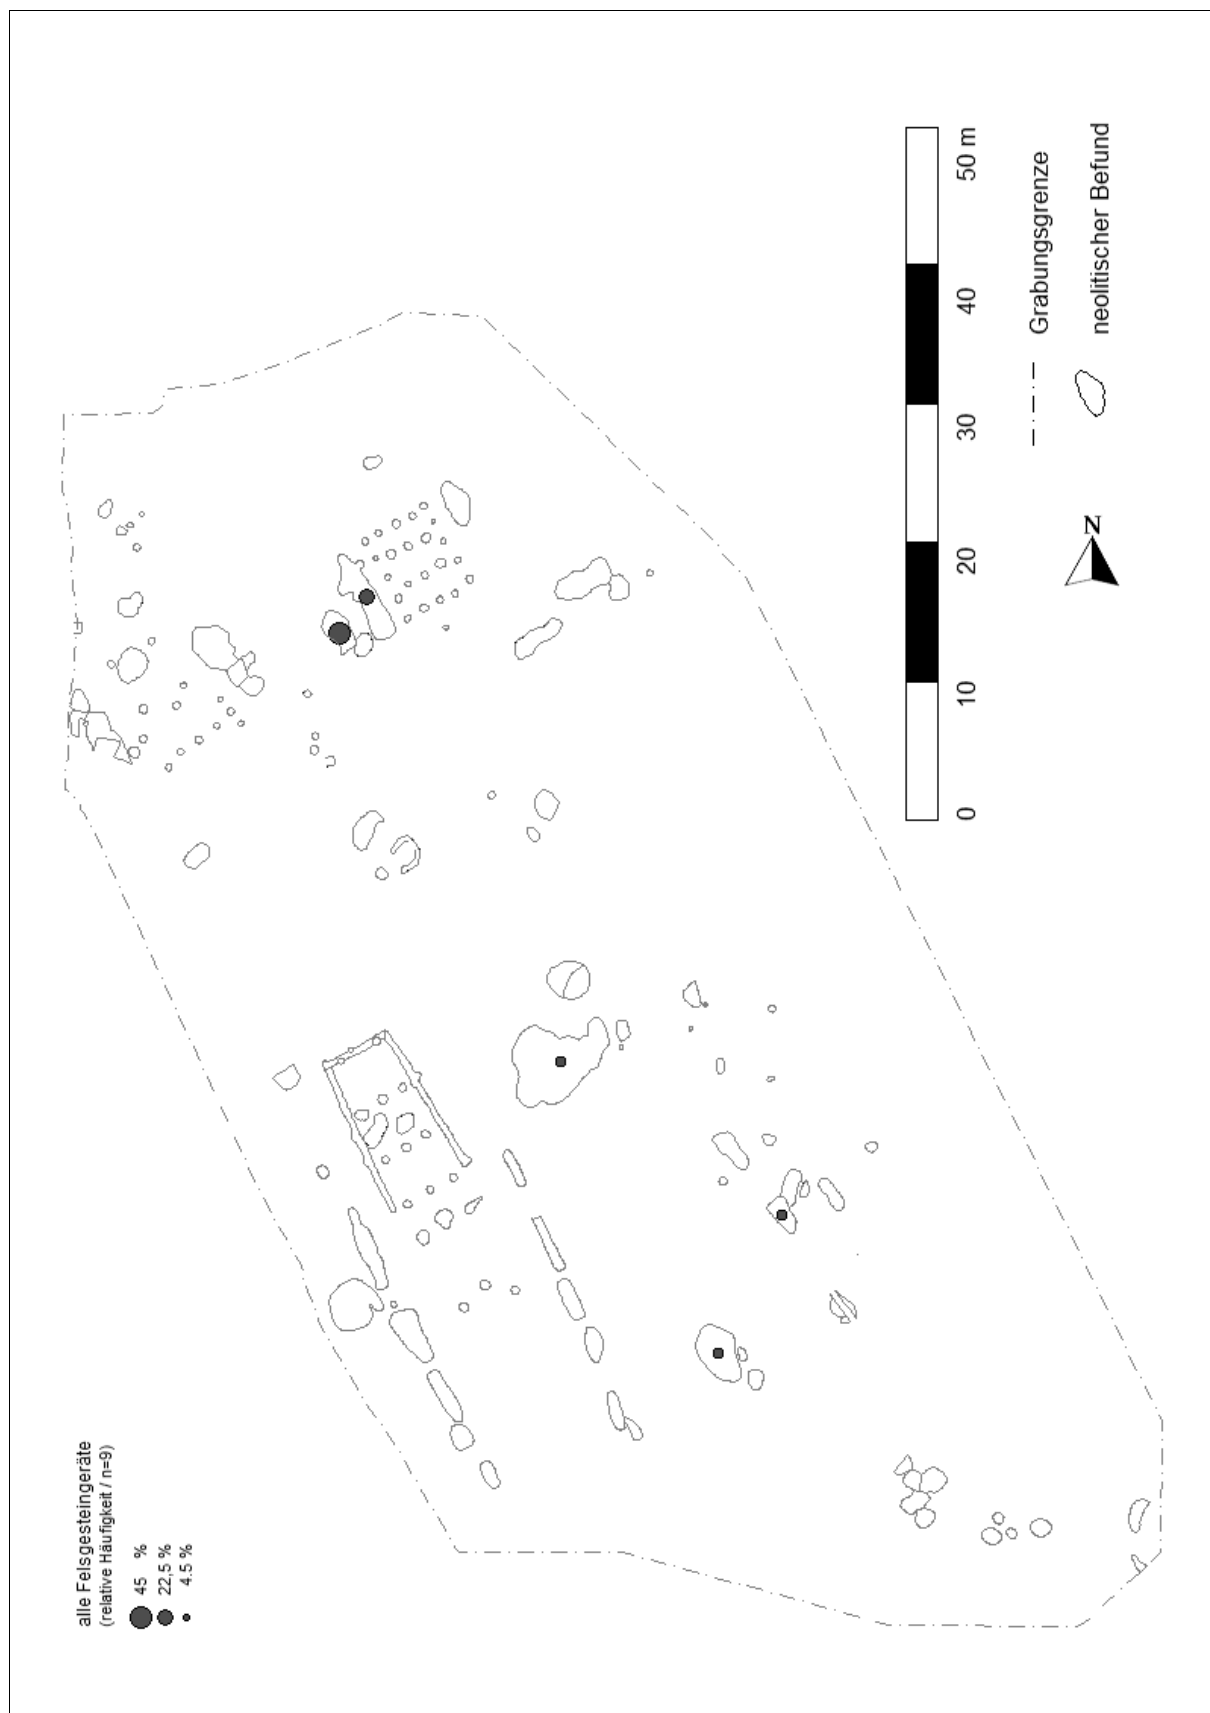 alle Felsgesteingeräte
(relative Häufigkeit / n=9)
45 %
22,5 %
4.5 %
0
10
20
30
40
50 m
N
Grabungsgrenze
neolitischer Befund